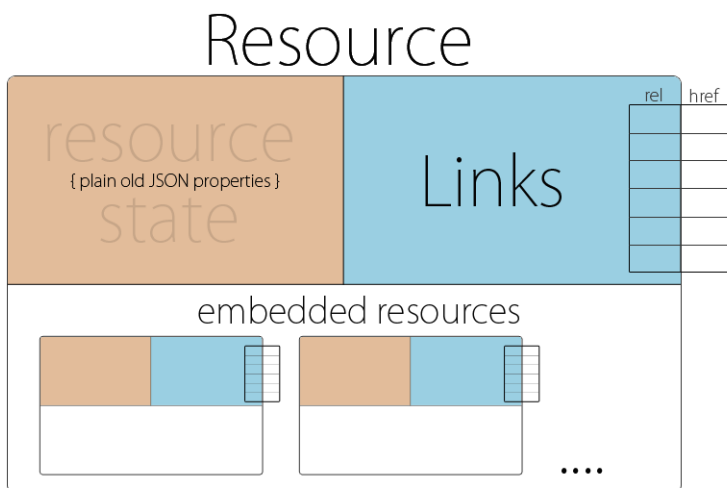 Resource
resource
{ plain old JSON properties }
state
Links
rel href
embedded resources
....